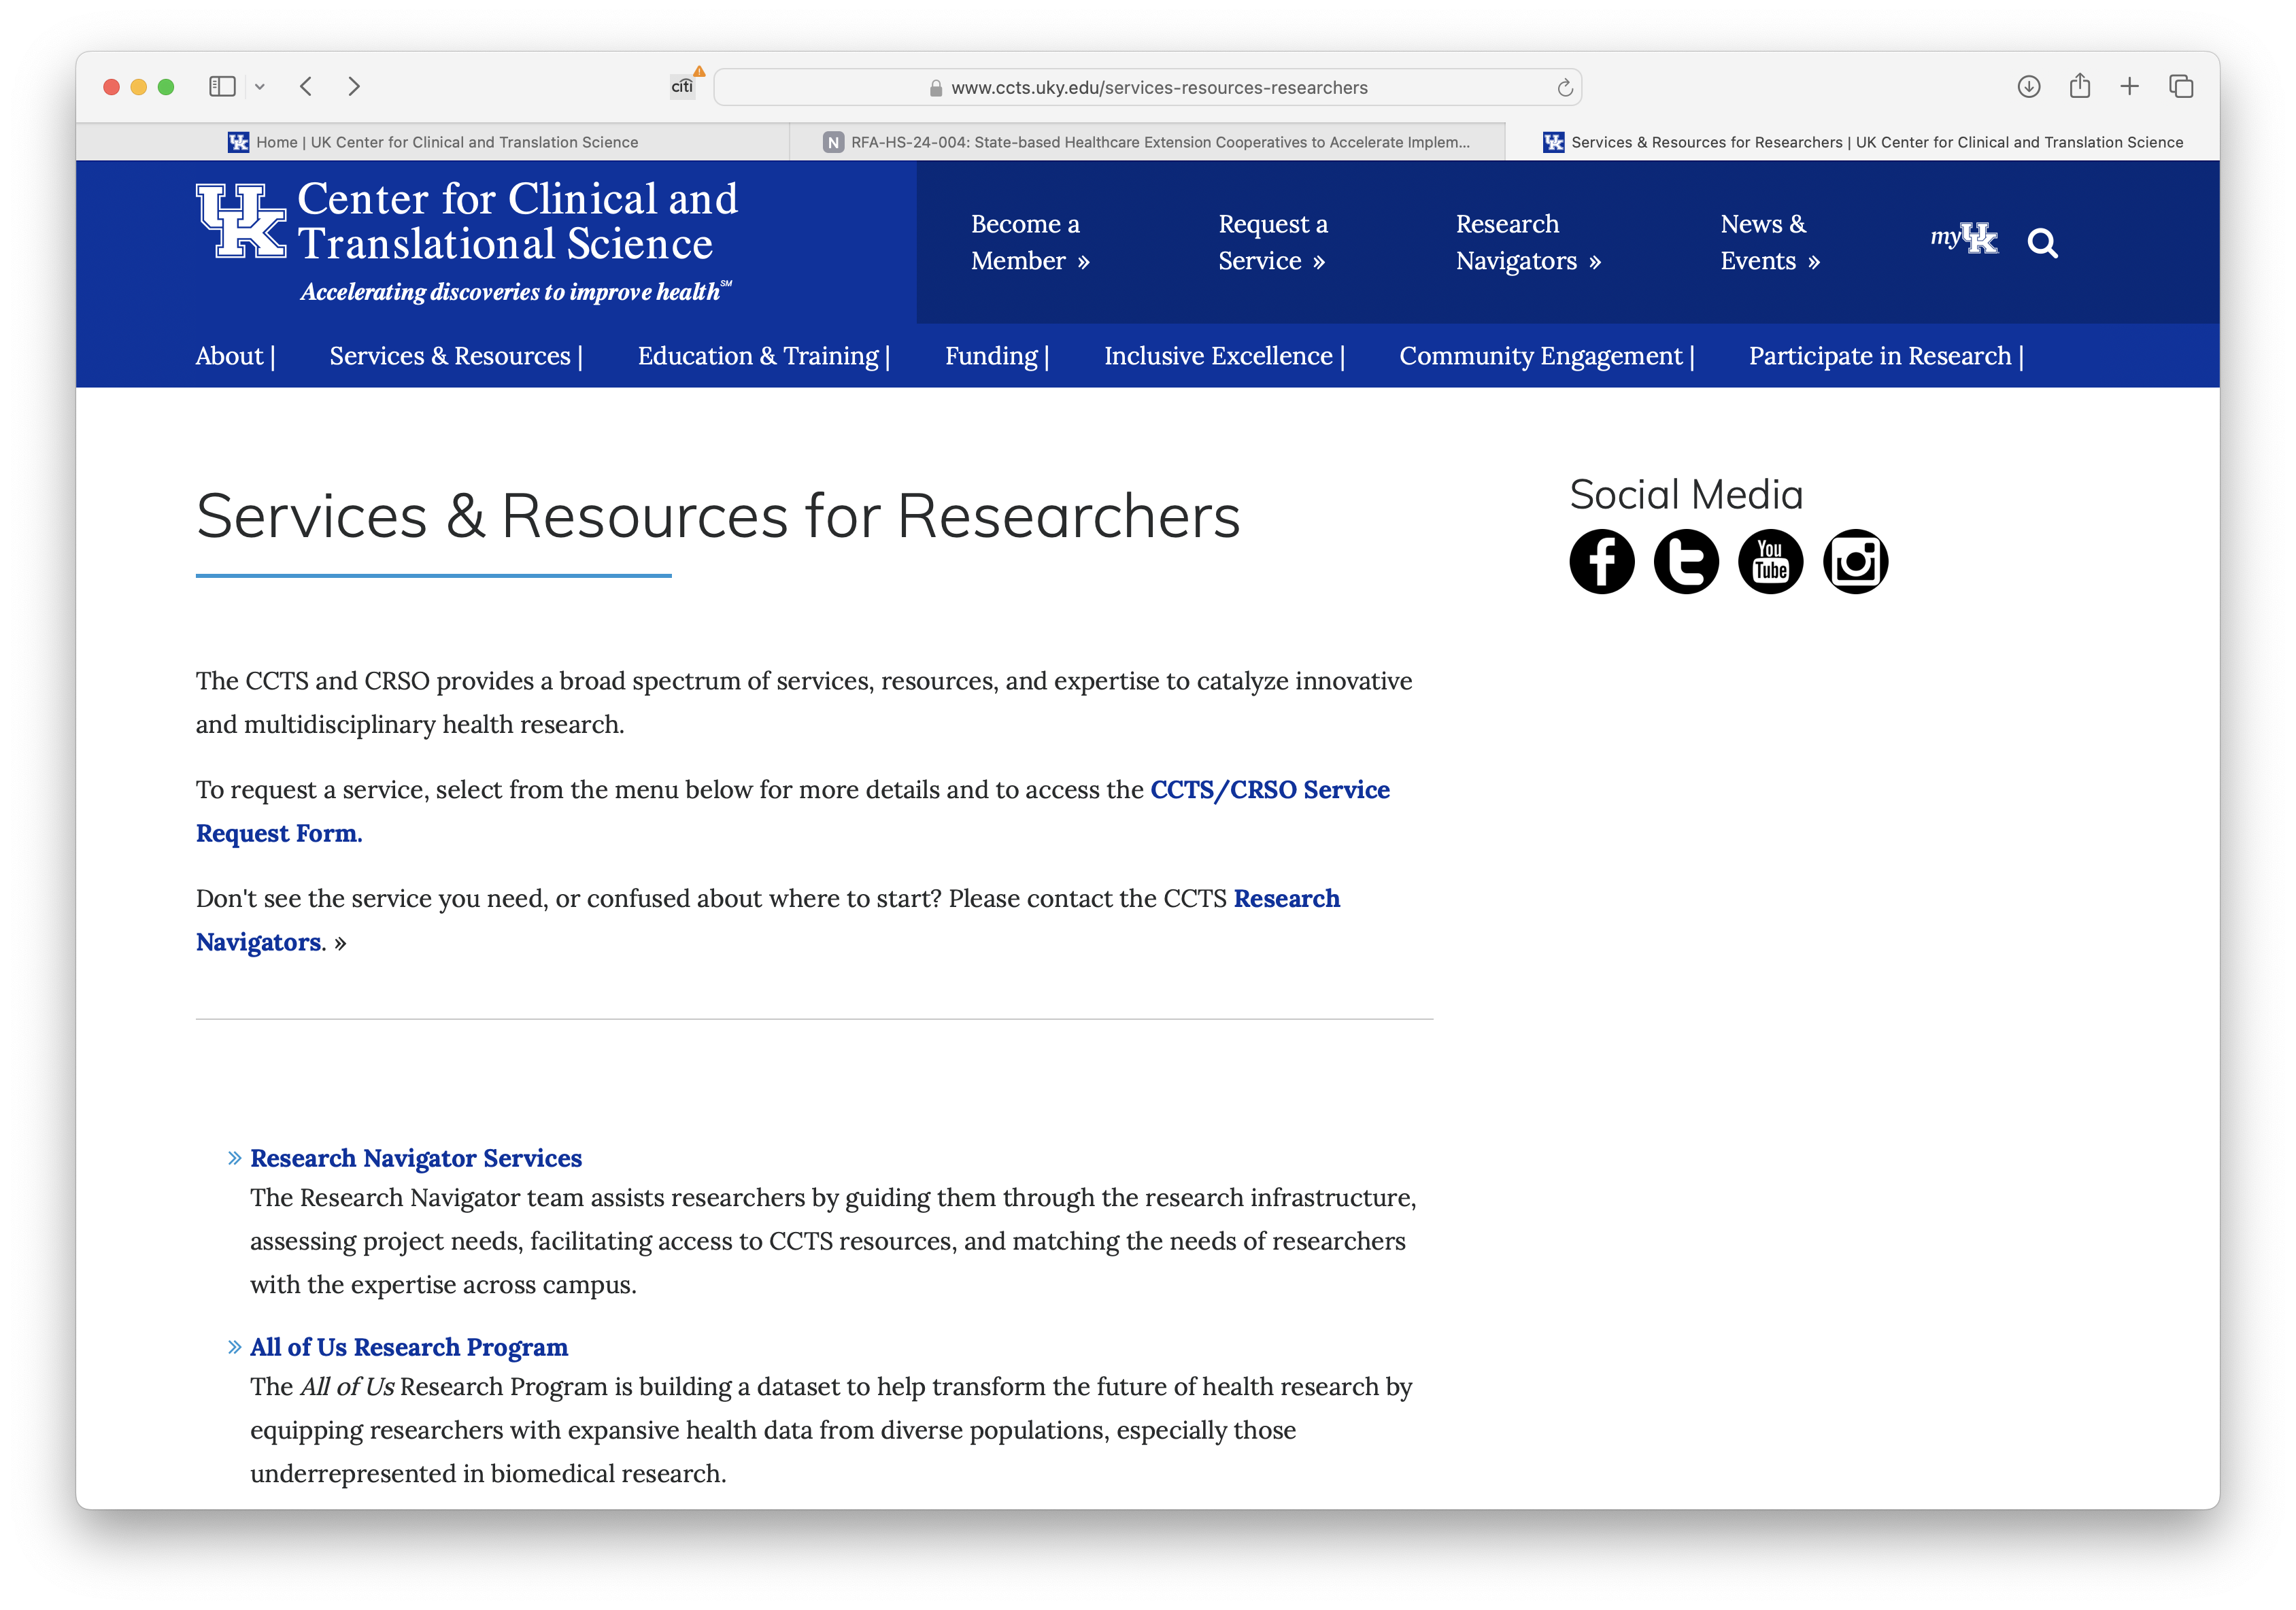 citi
www.ccts.uky.edu/services-resources-researchers
Home | UK Center for Clinical and Translation Science
N RFA-HS-24-004: State-based Healthcare Extension Cooperatives to Accelerate Implem...
Services & Resources for Researchers | UK Center for Clinical and Translation Science
UK Center for Clinical and
Translational Science
Accelerating discoveries to improve health℠
Become a
Member »
Request a
Service »
Research
Navigators »
News &
Events »
myUK
About |
Services & Resources |
Education & Training |
Funding |
Inclusive Excellence |
Community Engagement |
Participate in Research |
Services & Resources for Researchers
Social Media
You
Tube
The CCTS and CRSO provides a broad spectrum of services, resources, and expertise to catalyze innovative
and multidisciplinary health research.
To request a service, select from the menu below for more details and to access the CCTS/CRSO Service
Request Form.
Don't see the service you need, or confused about where to start? Please contact the CCTS Research
Navigators. »
» Research Navigator Services
The Research Navigator team assists researchers by guiding them through the research infrastructure,
assessing project needs, facilitating access to CCTS resources, and matching the needs of researchers
with the expertise across campus.
» All of Us Research Program
The All of Us Research Program is building a dataset to help transform the future of health research by
equipping researchers with expansive health data from diverse populations, especially those
underrepresented in biomedical research.